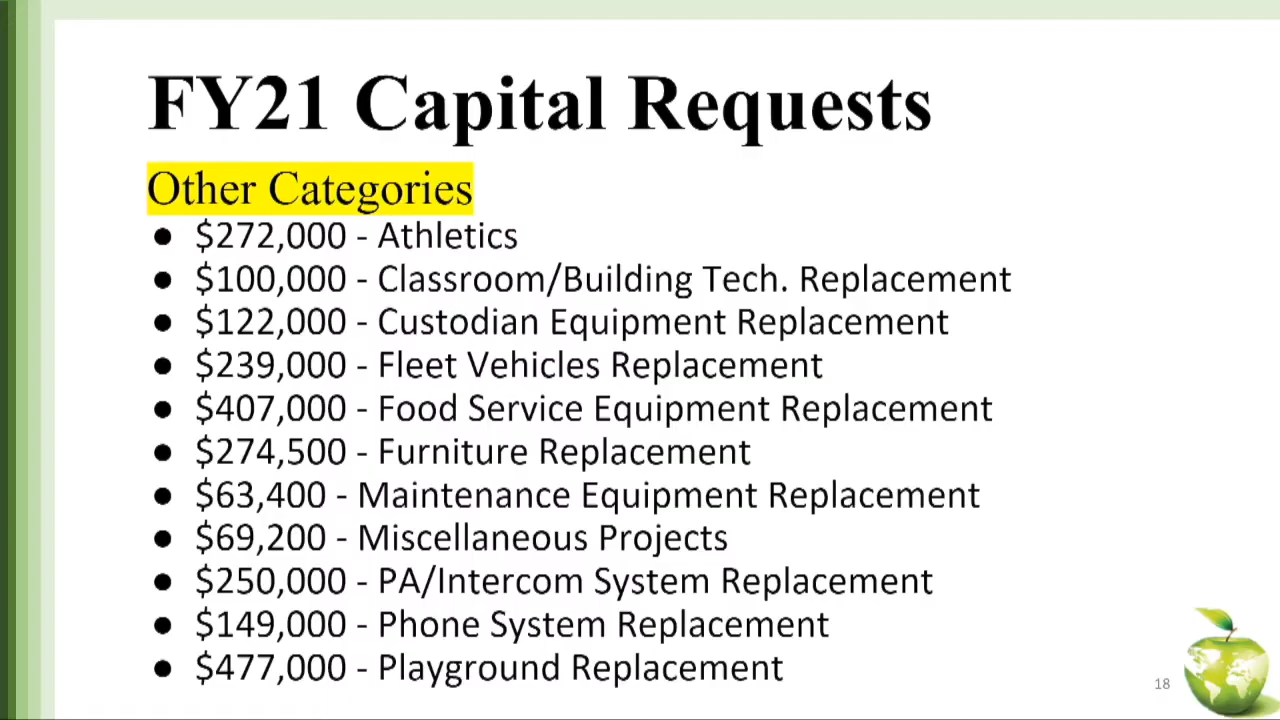 FY21 Capital Requests
Other Categories
● $272,000 - Athletics
● $100,000 - Classroom/Building Tech. Replacement
● $122,000 - Custodian Equipment Replacement
● $239,000 - Fleet Vehicles Replacement
● $407,000 - Food Service Equipment Replacement
● $274,500 - Furniture Replacement
● $63,400 - Maintenance Equipment Replacement
● $69,200 - Miscellaneous Projects
● $250,000 - PA/Intercom System Replacement
● $149,000 - Phone System Replacement
● $477,000 - Playground Replacement
18